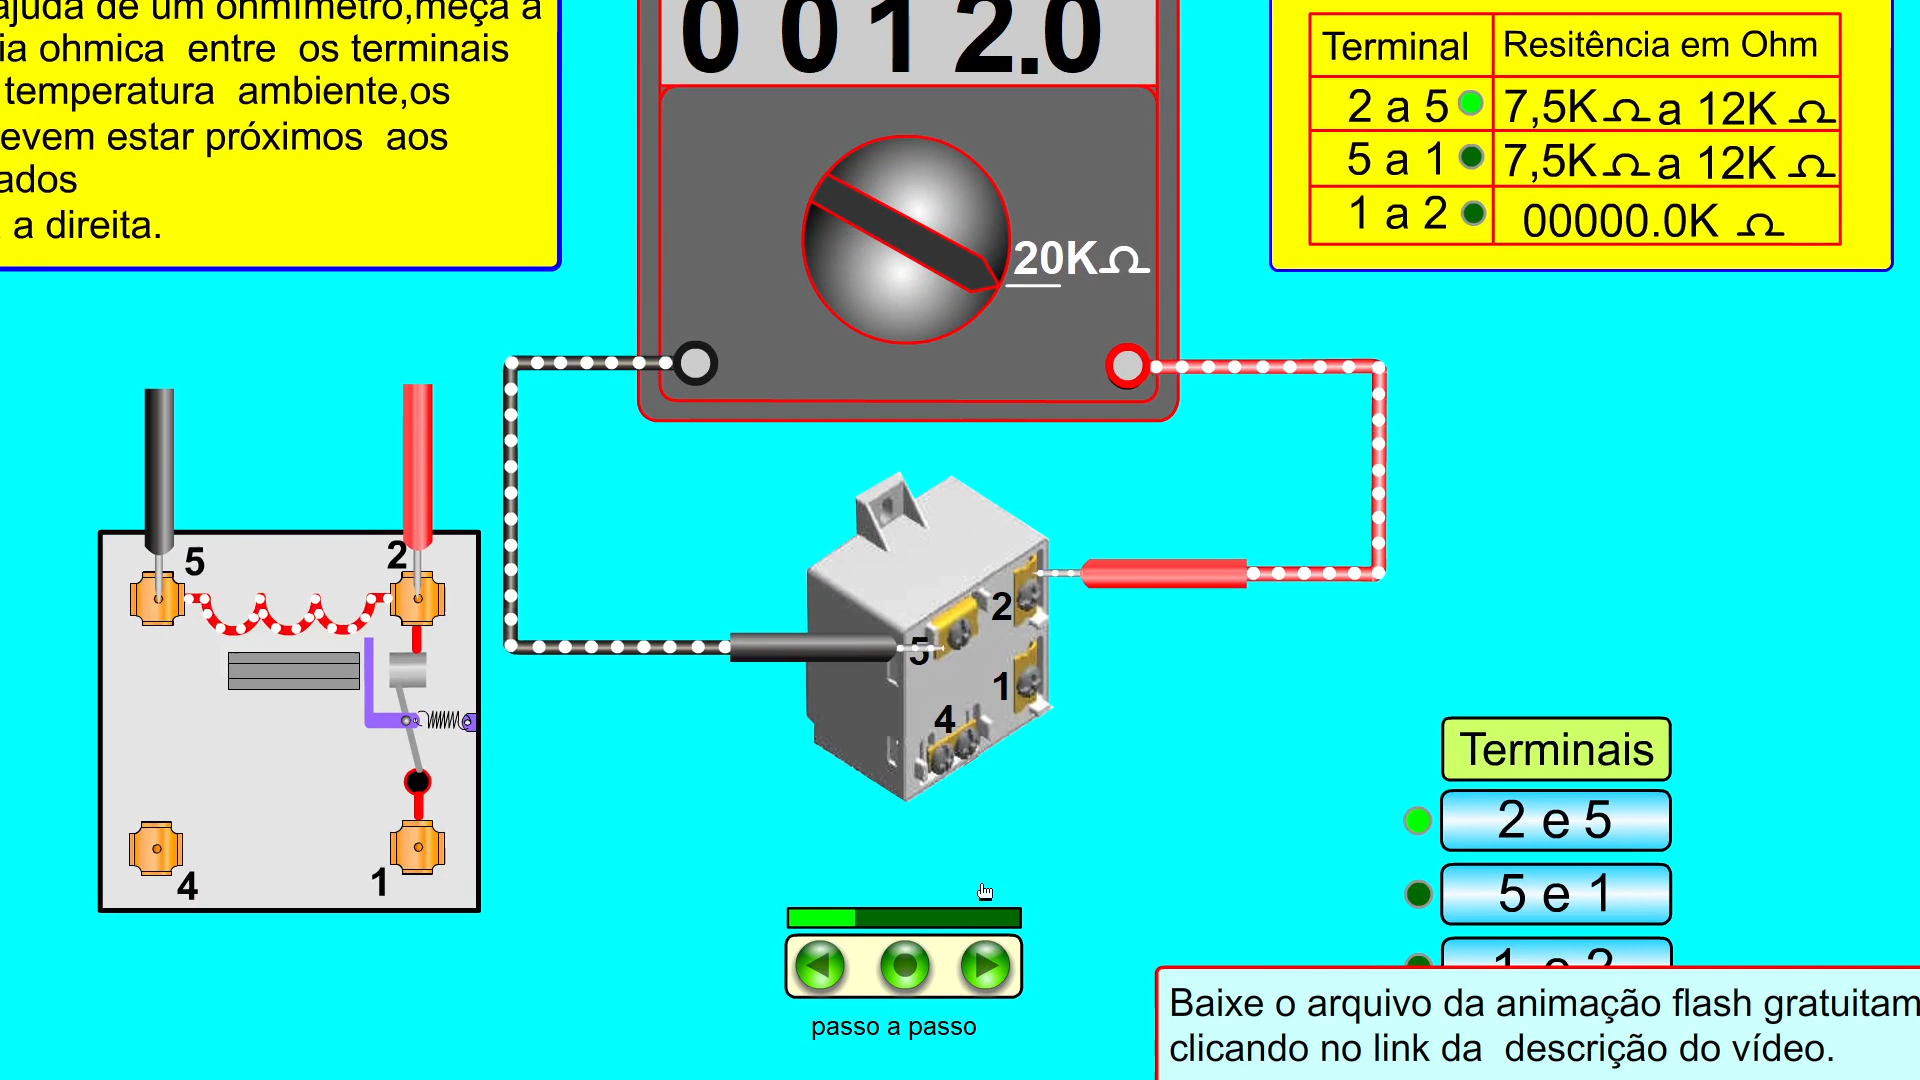 ajuda de um ohmímetro,meça a
ia ohmica entre os terminais
temperatura ambiente,os
evem estar próximos aos
ados
a direita.
0012.0
20KΩ
Terminal Resitência em Ohm
2 a 5 7,5KΩ a 12K Ω
5 a 1 7,5KΩ a 12K Ω
1 a 2 00000.0K Ω
5 2
4 1
5 2
1
4
Terminais
2 e 5
5 e 1
1 e 2
passo a passo
Baixe o arquivo da animação flash gratuitam
clicando no link da descrição do vídeo.